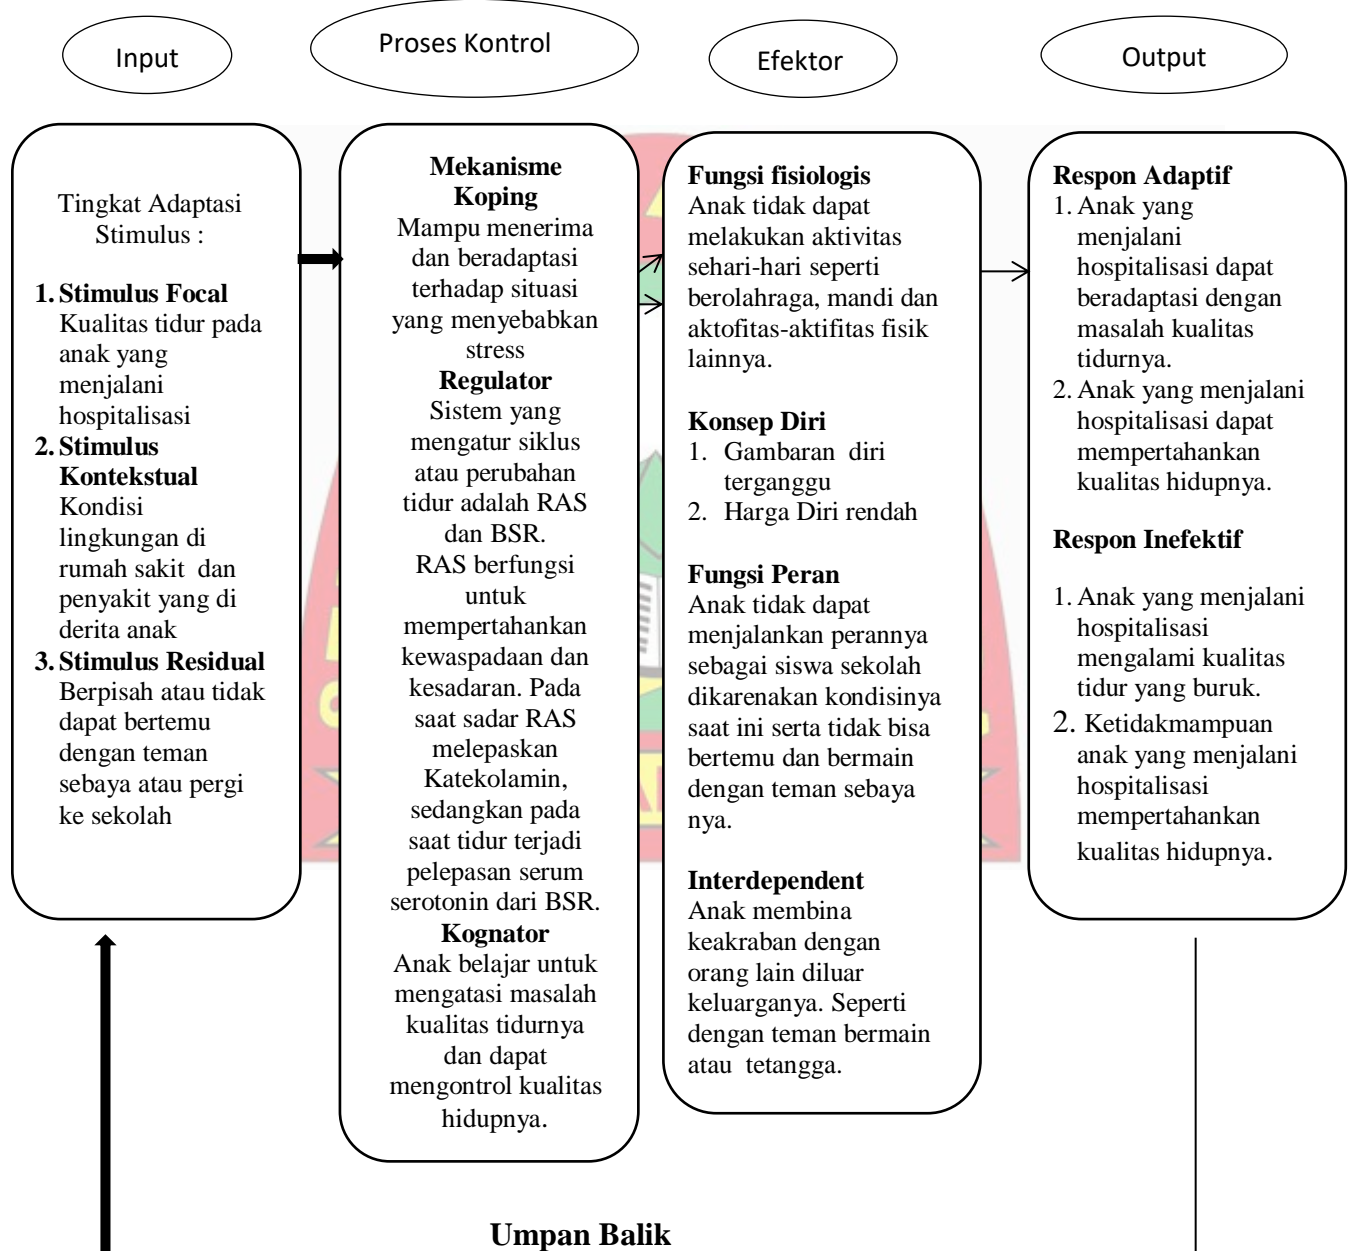 Input
Proses Kontrol
Efektor
Output
Tingkat Adaptasi
Stimulus :
1. Stimulus Focal
Kualitas tidur pada
anak yang
menjalani
hospitalisasi
2. Stimulus
Kontekstual
Kondisi
lingkungan di
rumah sakit dan
penyakit yang di
derita anak
3. Stimulus Residual
Berpisah atau tidak
dapat bertemu
dengan teman
sebaya atau pergi
ke sekolah
Mekanisme
Koping
Mampu menerima
dan beradaptasi
terhadap situasi
yang menyebabkan
stress
Regulator
Sistem yang
mengatur siklus
atau perubahan
tidur adalah RAS
dan BSR.
RAS berfungsi
untuk
mempertahankan
kewaspadaan dan
kesadaran. Pada
saat sadar RAS
melepaskan
Katekolamin,
sedangkan pada
saat tidur terjadi
pelepasan serum
serotonin dari BSR.
Kognator
Anak belajar untuk
mengatasi masalah
kualitas tidurnya
dan dapat
mengontrol kualitas
hidupnya.
Fungsi fisiologis
Anak tidak dapat
melakukan aktivitas
sehari-hari seperti
berolahraga, mandi dan
aktofitas-aktifitas fisik
lainnya.
Konsep Diri
1. Gambaran diri
terganggu
2. Harga Diri rendah
Fungsi Peran
Anak tidak dapat
menjalankan perannya
sebagai siswa sekolah
dikarenakan kondisinya
saat ini serta tidak bisa
bertemu dan bermain
dengan teman sebaya
nya.
Interdependent
Anak membina
keakraban dengan
orang lain diluar
keluarganya. Seperti
dengan teman bermain
atau tetangga.
Respon Adaptif
1. Anak yang
menjalani
hospitalisasi dapat
beradaptasi dengan
masalah kualitas
tidurnya.
2. Anak yang menjalani
hospitalisasi dapat
mempertahankan
kualitas hidupnya.
Respon Inefektif
1. Anak yang menjalani
hospitalisasi
mengalami kualitas
tidur yang buruk.
2. Ketidakmampuan
anak yang menjalani
hospitalisasi
mempertahankan
kualitas hidupnya.
Umpan Balik